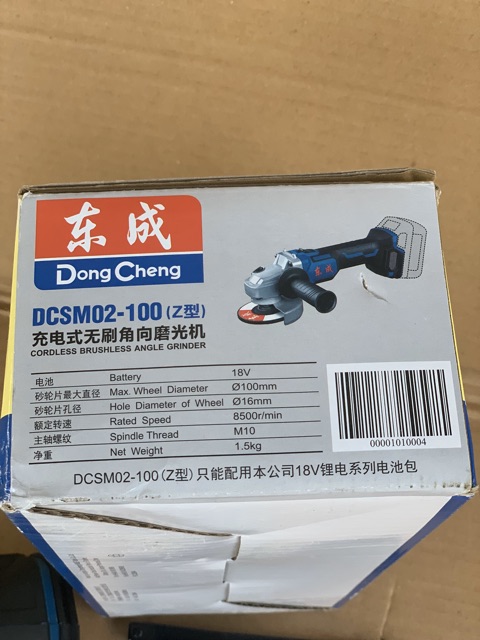 东成
Dong Cheng
东成
DCSM02-100 (Z型)
充电式无刷角向磨光机
CORDLESS BRUSHLESS ANGLE GRINDER
电池 Battery 18V
砂轮片最大直径 Max. Wheel Diameter Ø100mm
砂轮片孔径 Hole Diameter of Wheel Ø16mm
额定转速 Rated Speed 8500r/min
主轴螺纹 Spindle Thread M10
净重 Net Weight 1.5kg
00001010004
DCSM02-100 (Z型) 只能配用本公司18V锂电系列电池包